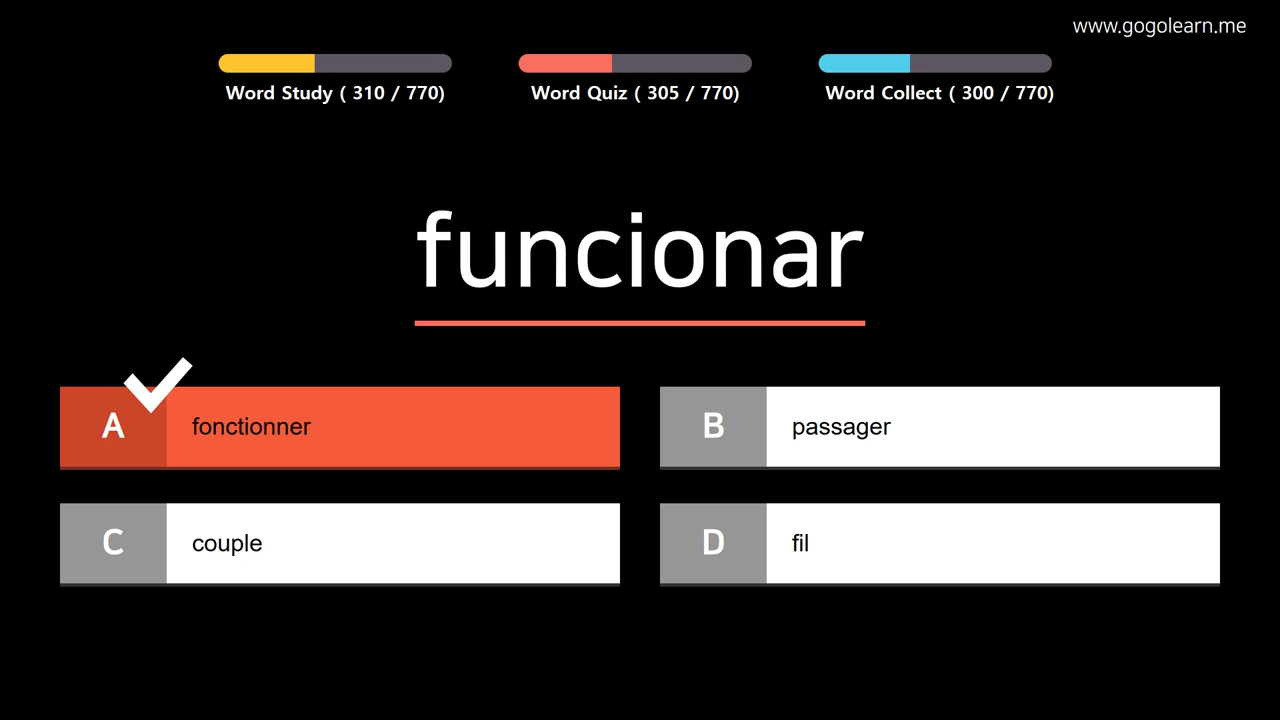 www.gogolearn.me
Word Study ( 310 / 770)
Word Quiz ( 305 / 770)
Word Collect ( 300 / 770)
funcionar
A fonctionner
B passager
C couple
D fil